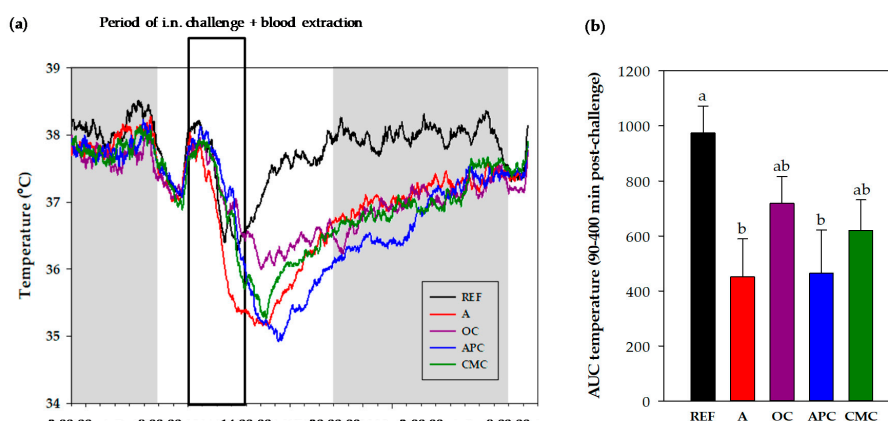 Period of i.n. challenge + blood extraction
(a)
Temperature (°C)
39
38
37
36
35
34
REF
A
OC
APC
CMC
(b)
AUC temperature (90-400 min post-challenge)
1200
1000
800
600
400
200
0
a
b
ab
b
ab
REF A OC APC CMC